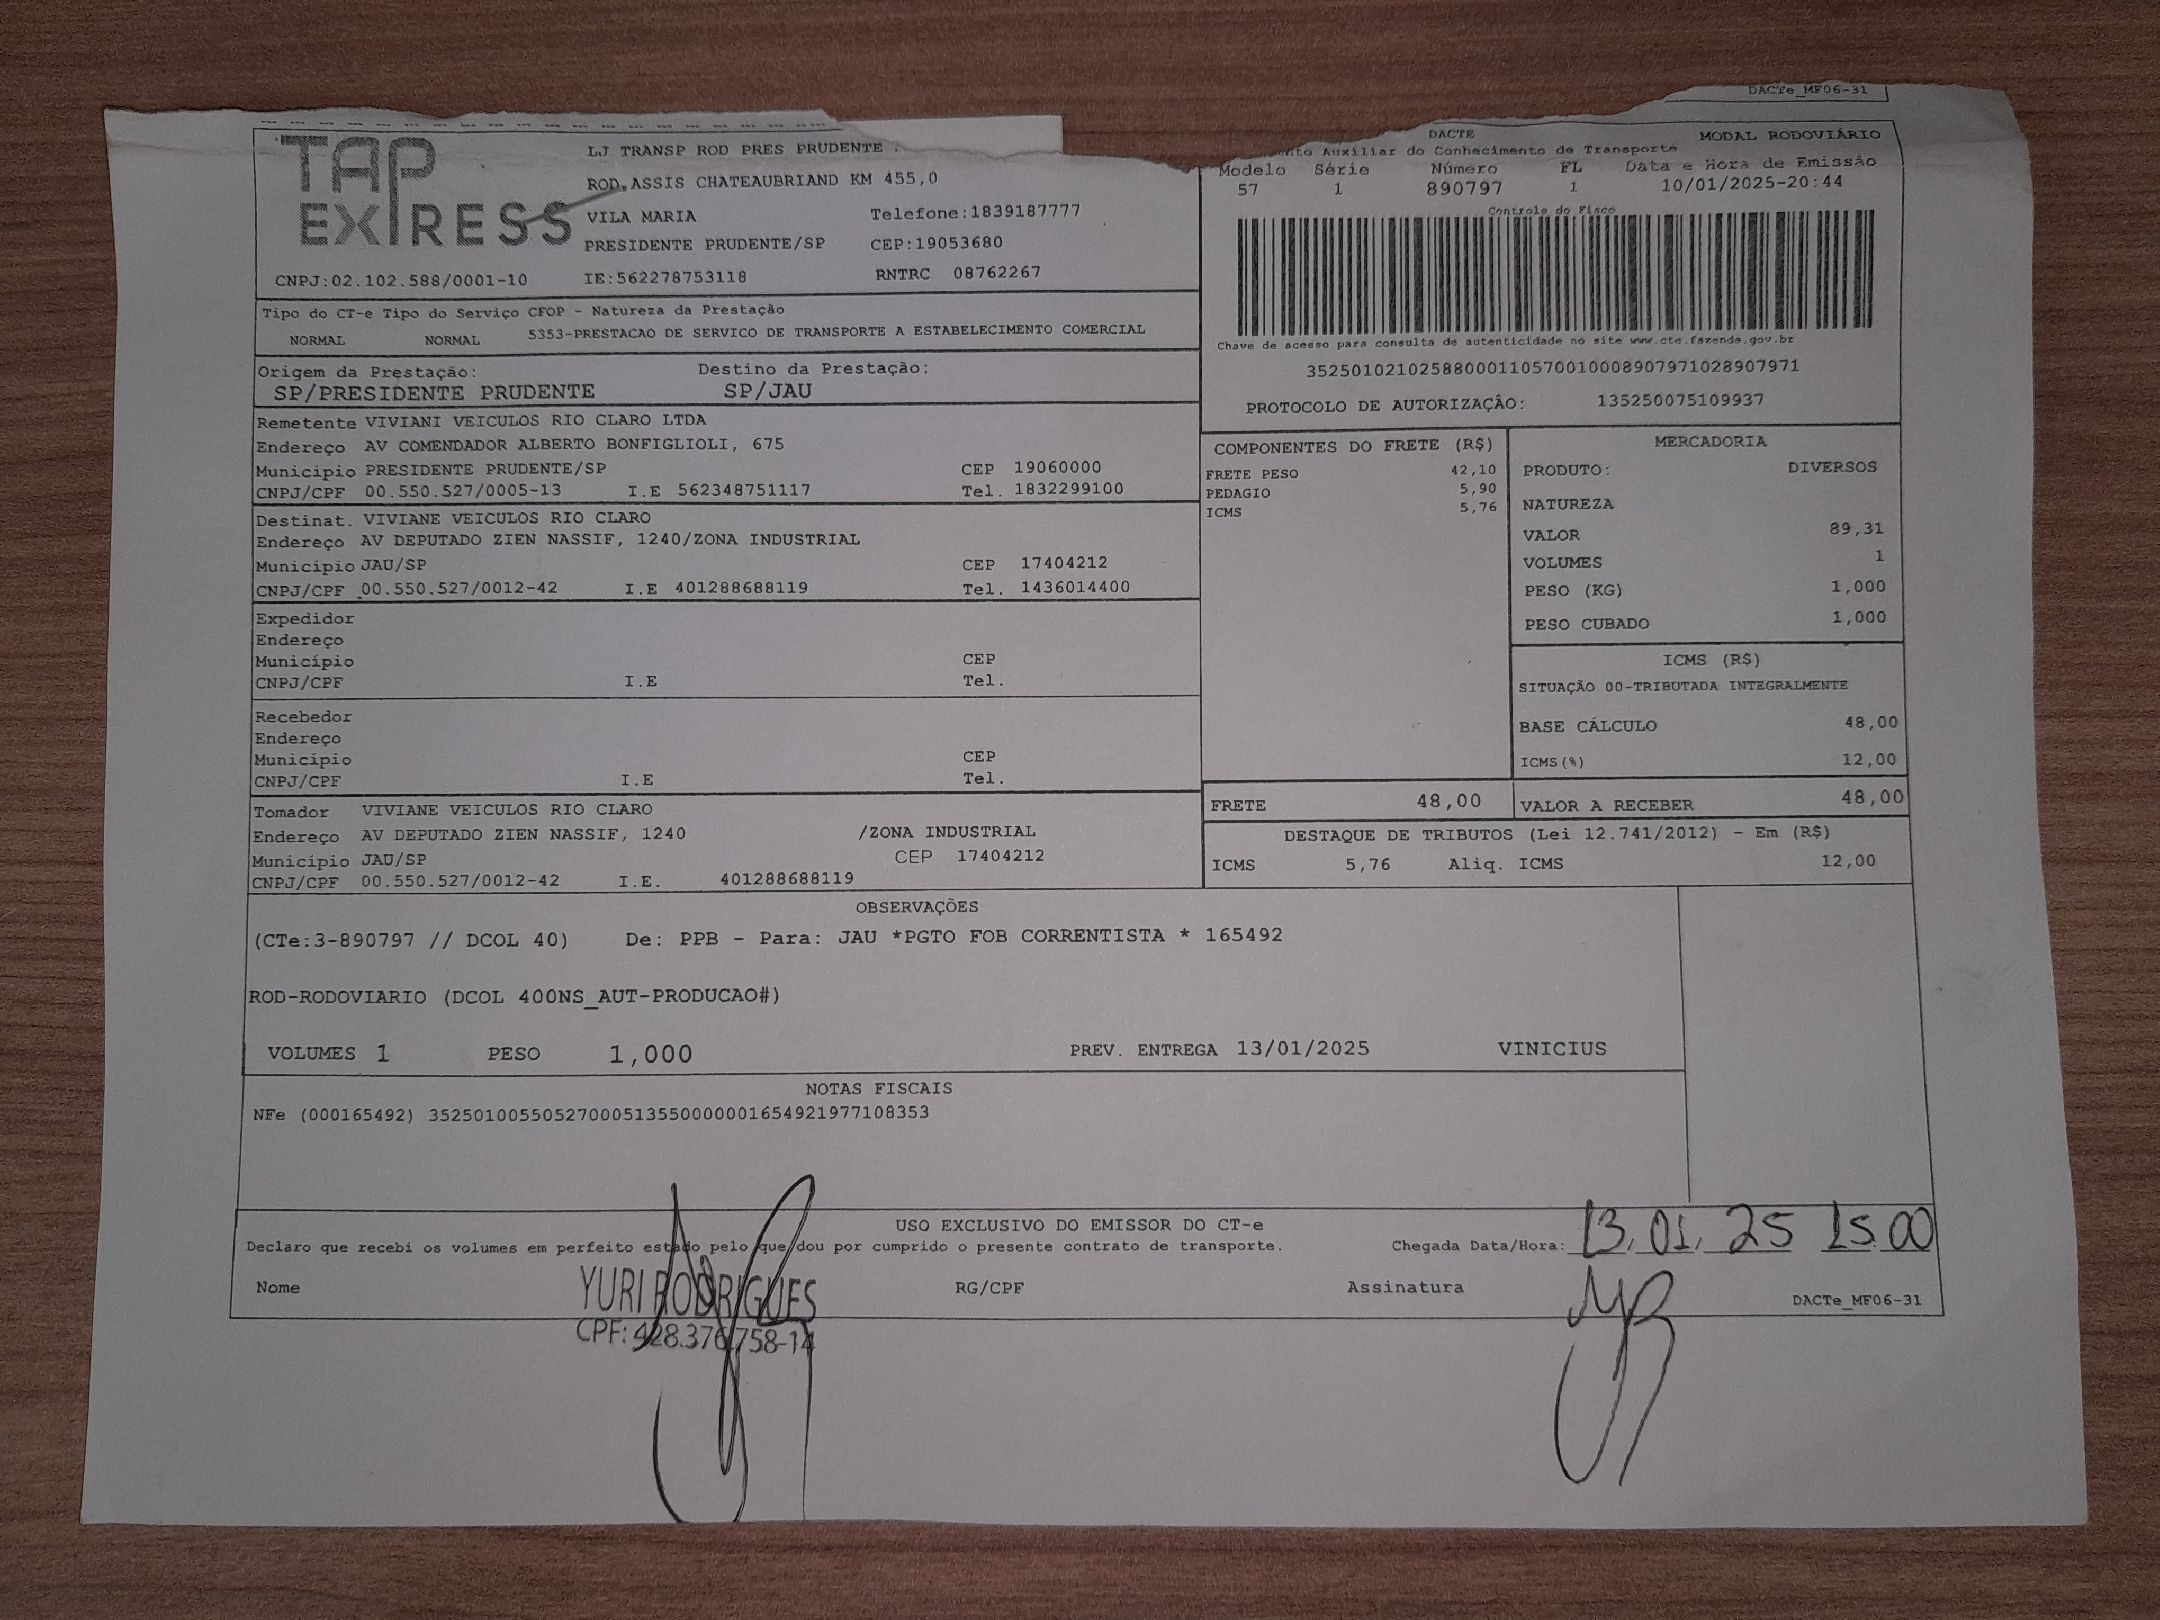 DACTe_MF06-31
TAP EXPRESS
LJ TRANSP ROD PRES PRUDENTE .
ROD.ASSIS CHATEAUBRIAND KM 455,0
VILA MARIA Telefone:1839187777
PRESIDENTE PRUDENTE/SP CEP:19053680
CNPJ:02.102.588/0001-10 IE:562278753118 RNTRC 08762267
DACTE MODAL RODOVIÁRIO
Auxiliar do Conhecimento de Transporte
Modelo Série Número FL Data e Hora de Emissão
57 1 890797 1 10/01/2025-20:44
Controle do Fisco
Chave de acesso para consulta de autenticidade no site www.cte.fazenda.gov.br
35250102102588000110570010008907971028907971
PROTOCOLO DE AUTORIZAÇÃO: 135250075109937
Tipo do CT-e Tipo do Serviço CFOP - Natureza da Prestação
NORMAL NORMAL 5353-PRESTACAO DE SERVICO DE TRANSPORTE A ESTABELECIMENTO COMERCIAL
Origem da Prestação: Destino da Prestação:
SP/PRESIDENTE PRUDENTE SP/JAU
Remetente VIVIANI VEICULOS RIO CLARO LTDA
Endereço AV COMENDADOR ALBERTO BONFIGLIOLI, 675
Município PRESIDENTE PRUDENTE/SP CEP 19060000
CNPJ/CPF 00.550.527/0005-13 I.E 562348751117 Tel. 1832299100
Destinat. VIVIANE VEICULOS RIO CLARO
Endereço AV DEPUTADO ZIEN NASSIF, 1240/ZONA INDUSTRIAL
Município JAU/SP CEP 17404212
CNPJ/CPF 00.550.527/0012-42 I.E 401288688119 Tel. 1436014400
Expedidor
Endereço
Município CEP
CNPJ/CPF I.E Tel.
Recebedor
Endereço
Município CEP
CNPJ/CPF I.E Tel.
Tomador VIVIANE VEICULOS RIO CLARO
Endereço AV DEPUTADO ZIEN NASSIF, 1240 /ZONA INDUSTRIAL
Município JAU/SP CEP 17404212
CNPJ/CPF 00.550.527/0012-42 I.E. 401288688119
COMPONENTES DO FRETE (R$)
FRETE PESO 42,10
PEDAGIO 5,90
ICMS 5,76
MERCADORIA
PRODUTO: DIVERSOS
NATUREZA
VALOR 89,31
VOLUMES 1
PESO (KG) 1,000
PESO CUBADO 1,000
ICMS (R$)
SITUAÇÃO 00-TRIBUTADA INTEGRALMENTE
BASE CÁLCULO 48,00
ICMS(%) 12,00
FRETE 48,00 VALOR A RECEBER 48,00
DESTAQUE DE TRIBUTOS (Lei 12.741/2012) - Em (R$)
ICMS 5,76 Aliq. ICMS 12,00
OBSERVAÇÕES
(CTe:3-890797 // DCOL 40) De: PPB - Para: JAU *PGTO FOB CORRENTISTA * 165492
ROD-RODOVIARIO (DCOL 400NS_AUT-PRODUCAO#)
VOLUMES 1 PESO 1,000 PREV. ENTREGA 13/01/2025 VINICIUS
NOTAS FISCAIS
NFe (000165492) 35250100550527000513550000001654921977108353
USO EXCLUSIVO DO EMISSOR DO CT-e
Declaro que recebi os volumes em perfeito estado pelo que dou por cumprido o presente contrato de transporte. Chegada Data/Hora: 13,01,25 15.00
Nome YURI RODRIGUES RG/CPF Assinatura
CPF: 428.376.758-14
DACTe_MF06-31